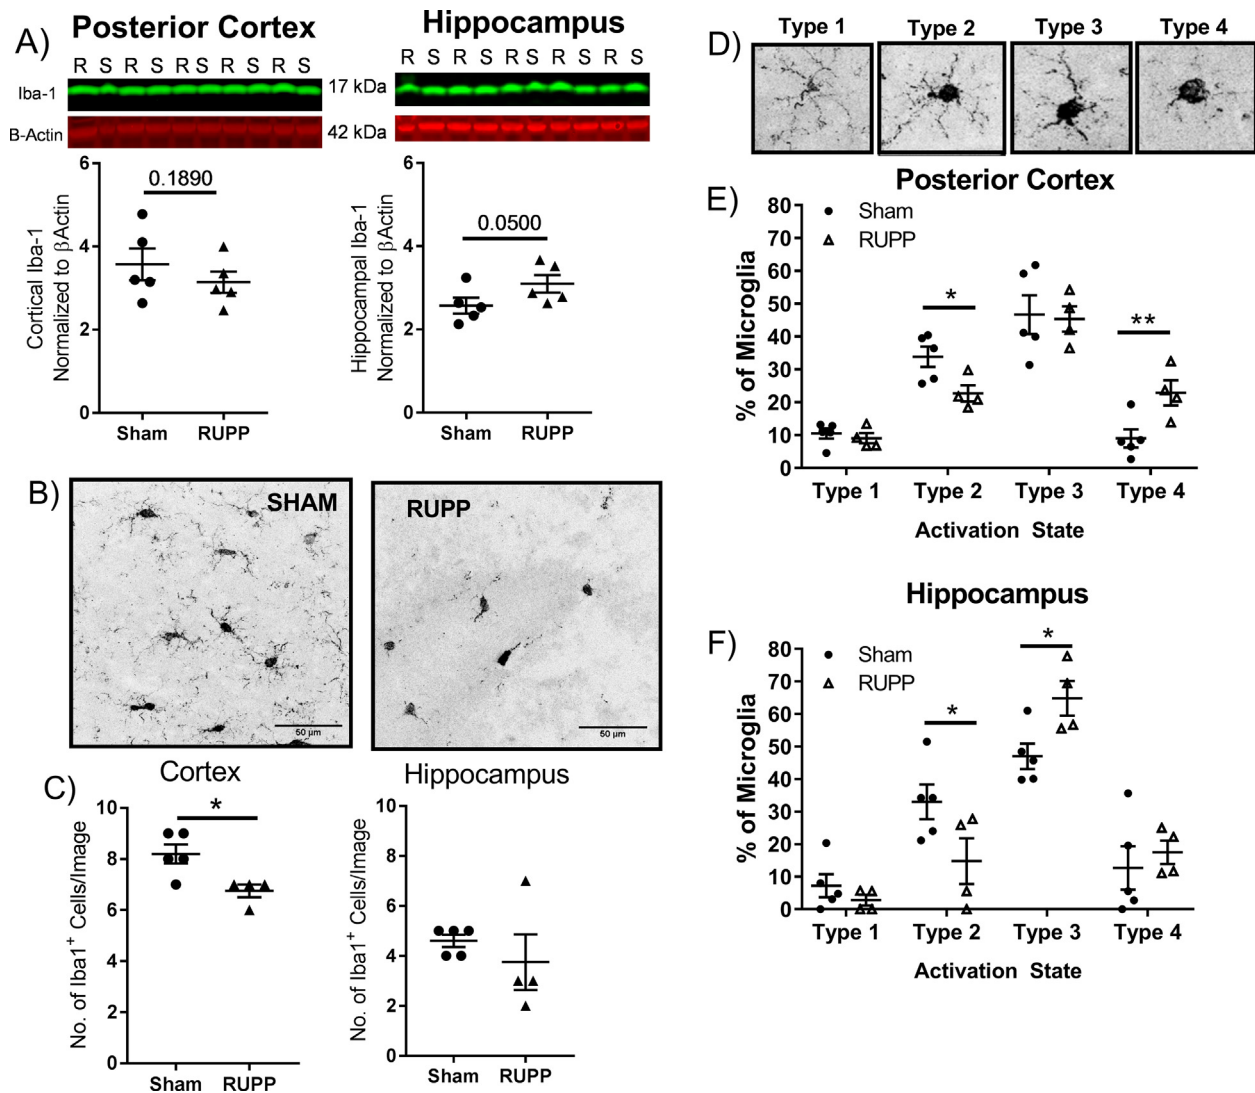 A)
Posterior Cortex
R S R S R S R S R S
Iba-1
17 kDa
B-Actin
42 kDa
Hippocampus
R S R S R S R S R S
Cortical Iba-1
Normalized to βActin
6
4
2
0
0.1890
Sham RUPP
Hippocampal Iba-1
Normalized to βActin
6
4
2
0
0.0500
Sham RUPP
B)
SHAM
50 µm
RUPP
50 µm
C)
Cortex
No. of Iba1+ Cells/Image
10
8
6
4
2
0
*
Sham RUPP
Hippocampus
No. of Iba1+ Cells/Image
10
8
6
4
2
0
Sham RUPP
D)
Type 1 Type 2 Type 3 Type 4
E)
Posterior Cortex
% of Microglia
80
70
60
50
40
30
20
10
0
Sham
RUPP
*
**
Type 1 Type 2 Type 3 Type 4
Activation State
F)
Hippocampus
% of Microglia
80
70
60
50
40
30
20
10
0
Sham
RUPP
*
*
Type 1 Type 2 Type 3 Type 4
Activation State